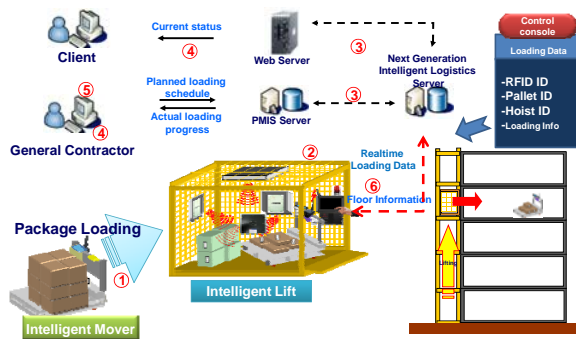 Control
console
Loading Data
-RFID ID
-Pallet ID
-Hoist ID
-Loading Info
Current status
④
Client
Web Server
③
Next Generation
Intelligent Logistics
Server
⑤
④
General Contractor
Planned loading
schedule
Actual loading
progress
PMIS Server
③
②
Realtime
Loading Data
⑥
Floor Information
Package Loading
①
Intelligent Mover
Intelligent Lift
Lifting